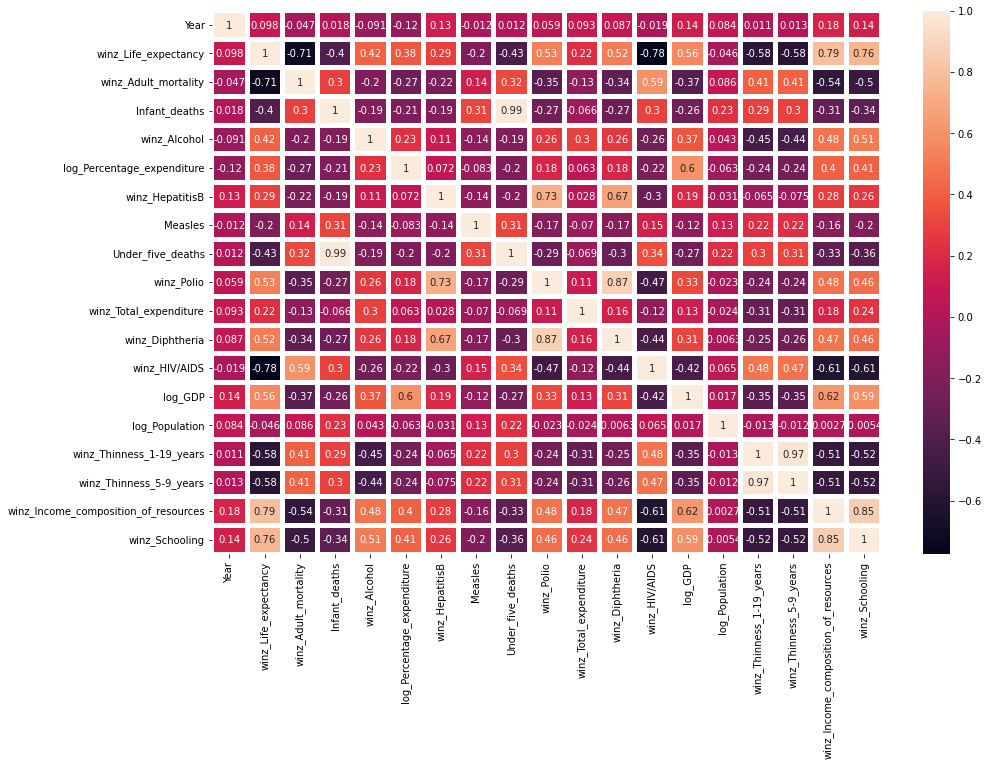 Year 1 0.098 -0.047 0.018 -0.091 -0.12 0.13 -0.012 0.012 0.059 0.093 0.087 -0.019 0.14 0.084 0.011 0.013 0.18 0.14
winz_Life_expectancy 0.098 1 -0.71 -0.4 0.42 0.38 0.29 -0.2 -0.43 0.53 0.22 0.52 -0.78 0.56 -0.046 -0.58 -0.58 0.79 0.76
winz_Adult_mortality -0.047 -0.71 1 0.3 -0.2 -0.27 -0.22 0.14 0.32 -0.35 -0.13 -0.34 0.59 -0.37 0.086 0.41 0.41 -0.54 -0.5
Infant_deaths 0.018 -0.4 0.3 1 -0.19 -0.21 -0.19 0.31 0.99 -0.27 -0.066 -0.27 0.3 -0.26 0.23 0.29 0.3 -0.31 -0.34
winz_Alcohol -0.091 0.42 -0.2 -0.19 1 0.23 0.11 -0.14 -0.19 0.26 0.3 0.26 -0.26 0.37 0.043 -0.45 -0.44 0.48 0.51
log_Percentage_expenditure -0.12 0.38 -0.27 -0.21 0.23 1 0.072 -0.083 -0.2 0.18 0.063 0.18 -0.22 0.6 -0.063 -0.24 -0.24 0.4 0.41
winz_HepatitisB 0.13 0.29 -0.22 -0.19 0.11 0.072 1 -0.14 -0.2 0.73 0.028 0.67 -0.3 0.19 -0.031 -0.065 -0.075 0.28 0.26
Measles -0.012 -0.2 0.14 0.31 -0.14 -0.083 -0.14 1 0.31 -0.17 -0.07 -0.17 0.15 -0.12 0.13 0.22 0.22 -0.16 -0.2
Under_five_deaths 0.012 -0.43 0.32 0.99 -0.19 -0.2 -0.2 0.31 1 -0.29 -0.069 -0.3 0.34 -0.27 0.22 0.3 0.31 -0.33 -0.36
winz_Polio 0.059 0.53 -0.35 -0.27 0.26 0.18 0.73 -0.17 -0.29 1 0.11 0.87 -0.47 0.33 -0.023 -0.24 -0.24 0.48 0.46
winz_Total_expenditure 0.093 0.22 -0.13 -0.066 0.3 0.063 0.028 -0.07 -0.069 0.11 1 0.16 -0.12 0.13 -0.024 -0.31 -0.31 0.18 0.24
winz_Diphtheria 0.087 0.52 -0.34 -0.27 0.26 0.18 0.67 -0.17 -0.3 0.87 0.16 1 -0.44 0.31 0.0063 -0.25 -0.26 0.47 0.46
winz_HIV/AIDS -0.019 -0.78 0.59 0.3 -0.26 -0.22 -0.3 0.15 0.34 -0.47 -0.12 -0.44 1 -0.42 0.065 0.48 0.47 -0.61 -0.61
log_GDP 0.14 0.56 -0.37 -0.26 0.37 0.6 0.19 -0.12 -0.27 0.33 0.13 0.31 -0.42 1 0.017 -0.35 -0.35 0.62 0.59
log_Population 0.084 -0.046 0.086 0.23 0.043 -0.063 -0.031 0.13 0.22 -0.023 -0.024 0.0063 0.065 0.017 1 -0.013 -0.012 0.0027 0.0054
winz_Thinness_1-19_years 0.011 -0.58 0.41 0.29 -0.45 -0.24 -0.065 0.22 0.3 -0.24 -0.31 -0.25 0.48 -0.35 -0.013 1 0.97 -0.51 -0.52
winz_Thinness_5-9_years 0.013 -0.58 0.41 0.3 -0.44 -0.24 -0.075 0.22 0.31 -0.24 -0.31 -0.26 0.47 -0.35 -0.012 0.97 1 -0.51 -0.52
winz_Income_composition_of_resources 0.18 0.79 -0.54 -0.31 0.48 0.4 0.28 -0.16 -0.33 0.48 0.18 0.47 -0.61 0.62 0.0027 -0.51 -0.51 1 0.85
winz_Schooling 0.14 0.76 -0.5 -0.34 0.51 0.41 0.26 -0.2 -0.36 0.46 0.24 0.46 -0.61 0.59 0.0054 -0.52 -0.52 0.85 1
Year
winz_Life_expectancy
winz_Adult_mortality
Infant_deaths
winz_Alcohol
log_Percentage_expenditure
winz_HepatitisB
Measles
Under_five_deaths
winz_Polio
winz_Total_expenditure
winz_Diphtheria
winz_HIV/AIDS
log_GDP
log_Population
winz_Thinness_1-19_years
winz_Thinness_5-9_years
winz_Income_composition_of_resources
winz_Schooling
1.0
0.8
0.6
0.4
0.2
0.0
−0.2
−0.4
−0.6